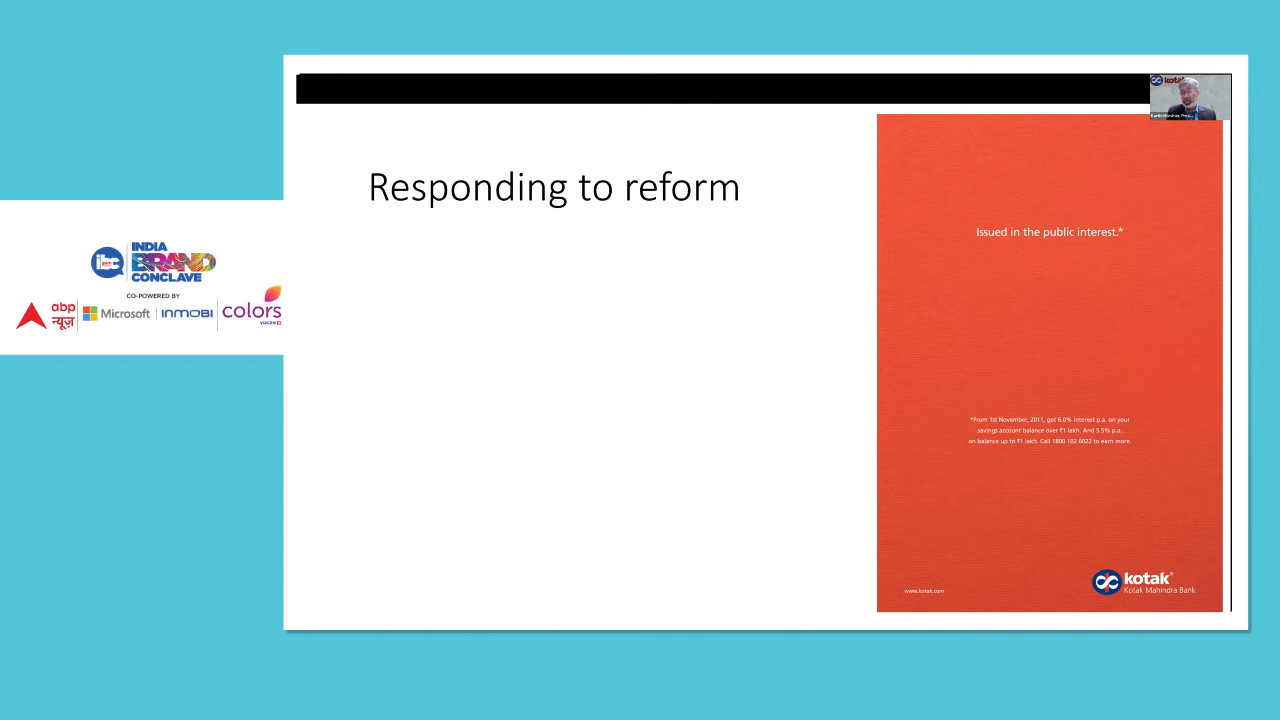 kotak
Responding to reform
Issued in the public interest.*
ibc
INDIA
BRAND
CONCLAVE
CO-POWERED BY
abp
न्यूज़
Microsoft
INMOBI
colors
VIACOM18
*From 1st November, 2011, get 6.0% interest p.a. on your
savings account balance over ₹1 lakh. And 5.5% p.a.
on balance up to ₹1 lakh. Call 1800 102 6022 to earn more.
kotak®
Kotak Mahindra Bank
www.kotak.com